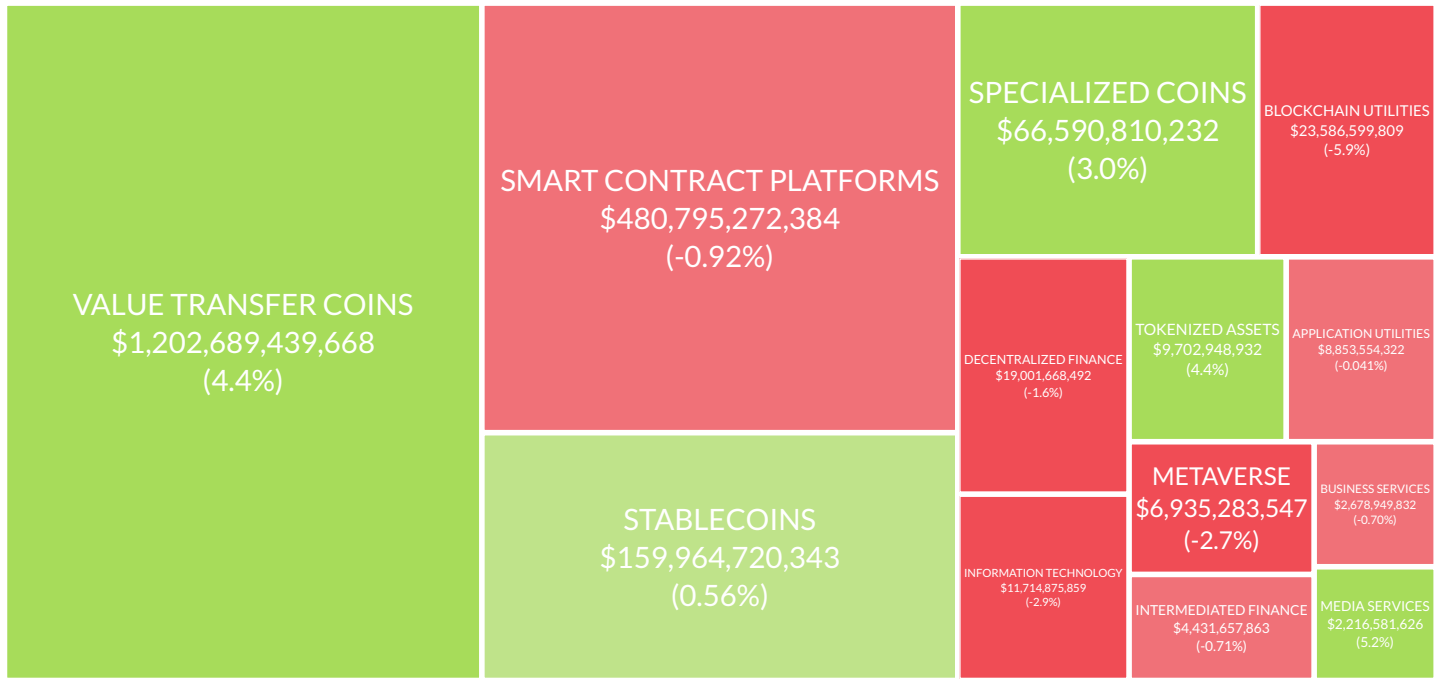 VALUE TRANSFER COINS
$1,202,689,439,668
(4.4%)
SMART CONTRACT PLATFORMS
$480,795,272,384
(-0.92%)
STABLECOINS
$159,964,720,343
(0.56%)
SPECIALIZED COINS
$66,590,810,232
(3.0%)
BLOCKCHAIN UTILITIES
$23,586,599,809
(-5.9%)
DECENTRALIZED FINANCE
$19,001,668,492
(-1.6%)
INFORMATION TECHNOLOGY
$11,714,875,859
(-2.9%)
TOKENIZED ASSETS
$9,702,948,932
(4.4%)
APPLICATION UTILITIES
$8,853,554,322
(-0.041%)
METAVERSE
$6,935,283,547
(-2.7%)
INTERMEDIATED FINANCE
$4,431,657,863
(-0.71%)
BUSINESS SERVICES
$2,678,949,832
(-0.70%)
MEDIA SERVICES
$2,216,581,626
(5.2%)